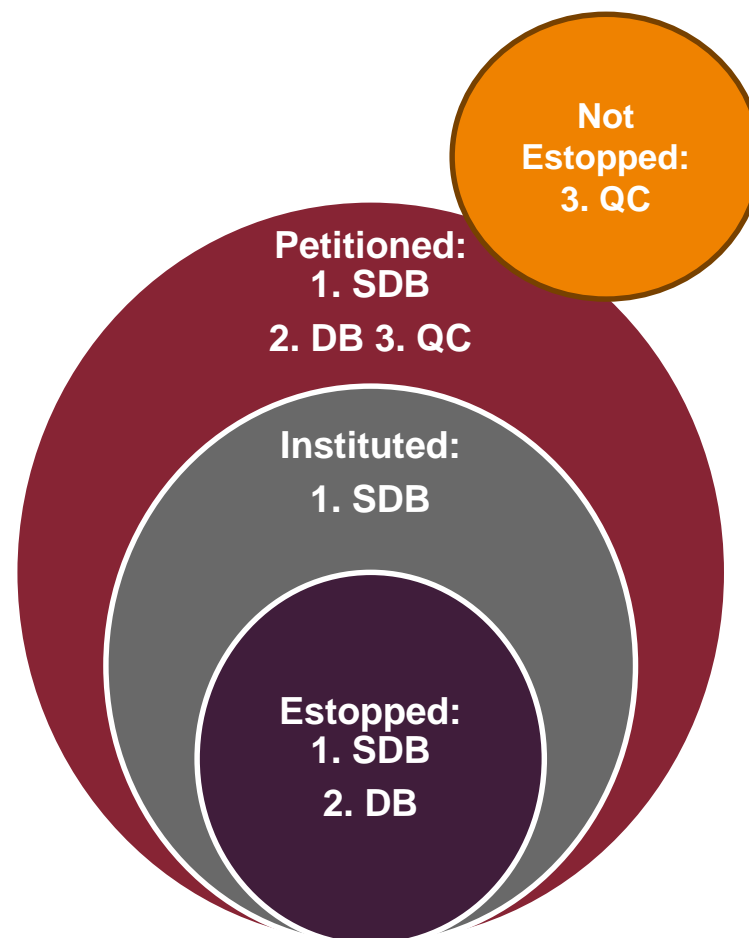 Not
Estopped:
3. QC
Petitioned:
1. SDB
2. DB 3. QC
Instituted:
1. SDB
Estopped:
1. SDB
2. DB